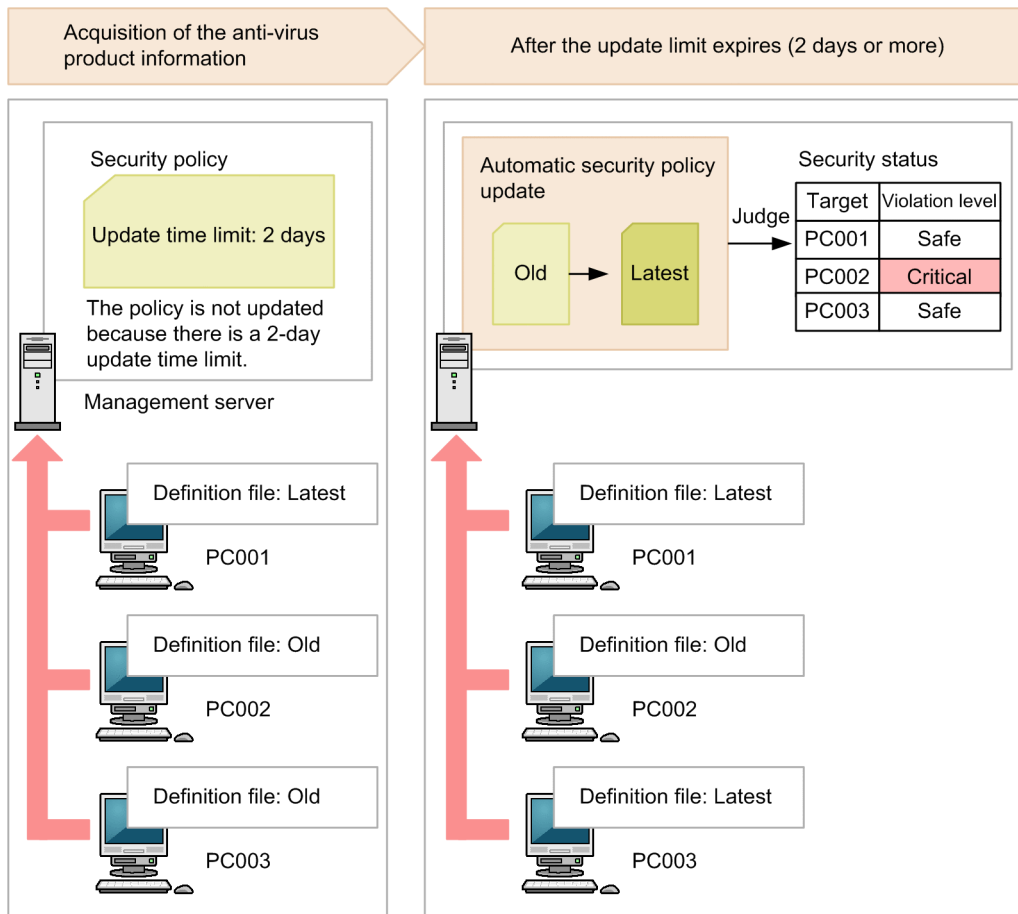 Acquisition of the anti-virus
product information
After the update limit expires (2 days or more)
Security policy
Update time limit: 2 days
The policy is not updated
because there is a 2-day
update time limit.
Management server
Definition file: Latest
PC001
Definition file: Old
PC002
Definition file: Old
PC003
Automatic security policy
update
Old
Latest
Judge
Security status
Target Violation level
PC001 Safe
PC002 Critical
PC003 Safe
Definition file: Latest
PC001
Definition file: Old
PC002
Definition file: Latest
PC003